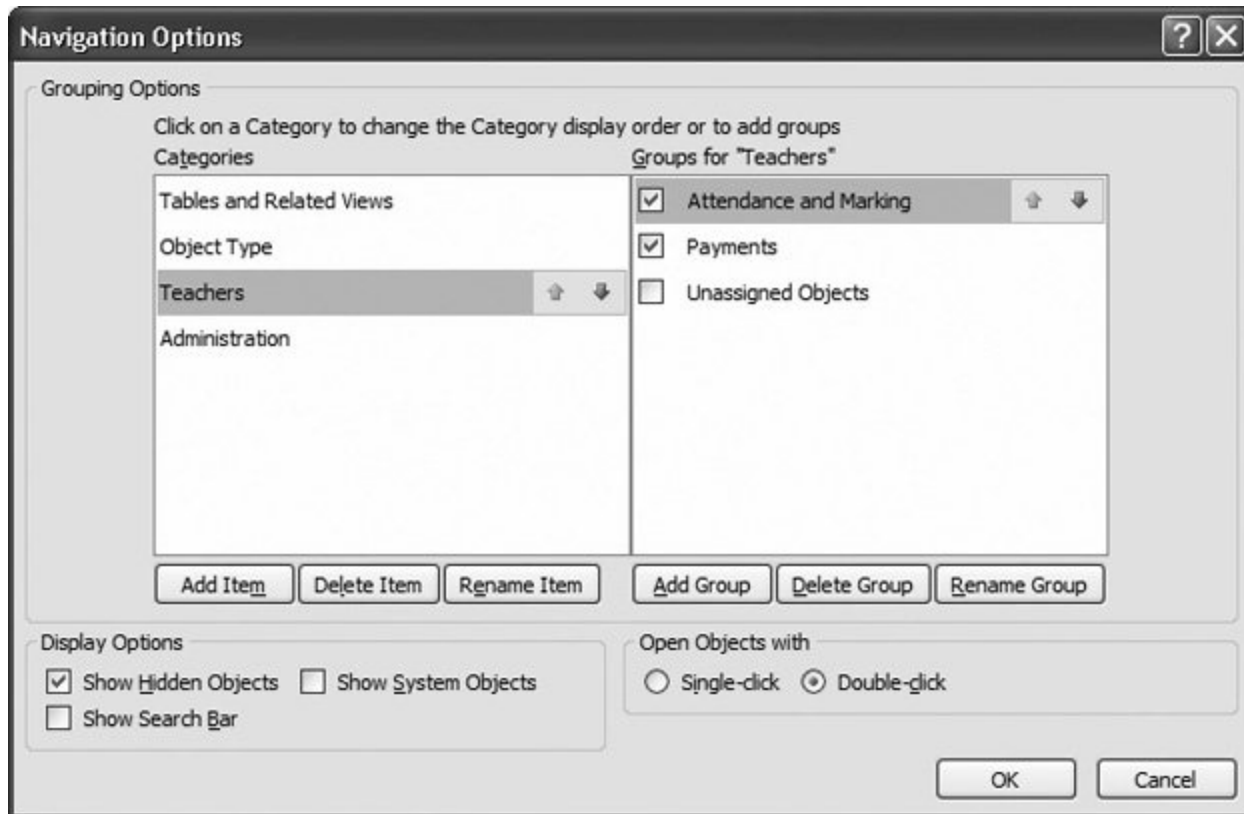 Navigation Options
Grouping Options
Click on a Category to change the Category display order or to add groups
Categories
Groups for "Teachers"
Tables and Related Views
Object Type
Teachers
Administration
Attendance and Marking
Payments
Unassigned Objects
Add Item Delete Item Rename Item
Add Group Delete Group Rename Group
Display Options
Show Hidden Objects Show System Objects
Show Search Bar
Open Objects with
Single-click Double-click
OK Cancel